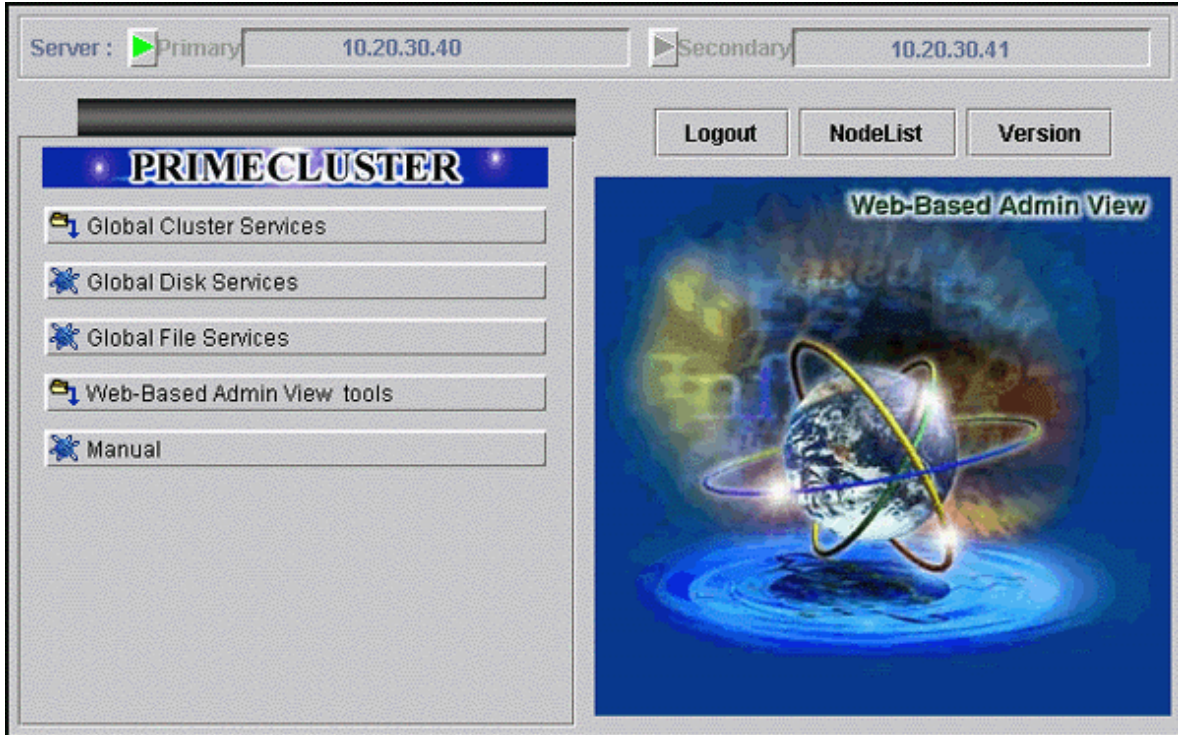 Server : Primary 10.20.30.40 Secondary 10.20.30.41
Logout NodeList Version
PRIMECLUSTER
Global Cluster Services
Global Disk Services
Global File Services
Web-Based Admin View tools
Manual
Web-Based Admin View